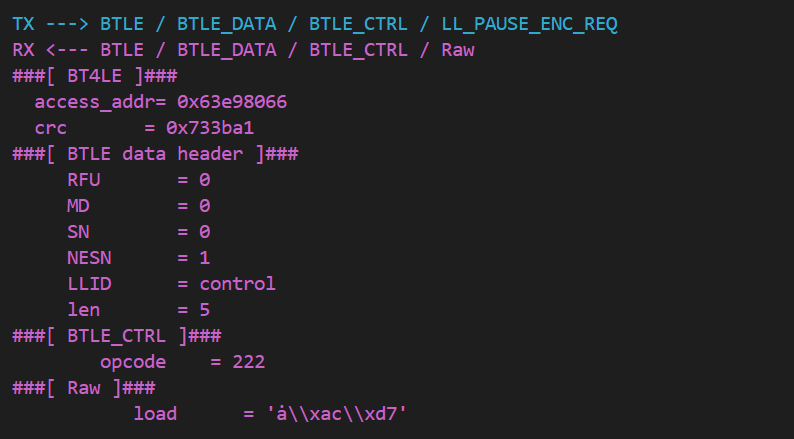 TX ---> BTLE / BTLE_DATA / BTLE_CTRL / LL_PAUSE_ENC_REQ
RX <--- BTLE / BTLE_DATA / BTLE_CTRL / Raw
###[ BT4LE ]###
  access_addr= 0x63e98066
  crc       = 0x733ba1
###[ BTLE data header ]###
     RFU       = 0
     MD        = 0
     SN        = 0
     NESN      = 1
     LLID      = control
     len       = 5
###[ BTLE_CTRL ]###
        opcode    = 222
###[ Raw ]###
           load      = 'ȧ\\xac\\xd7'